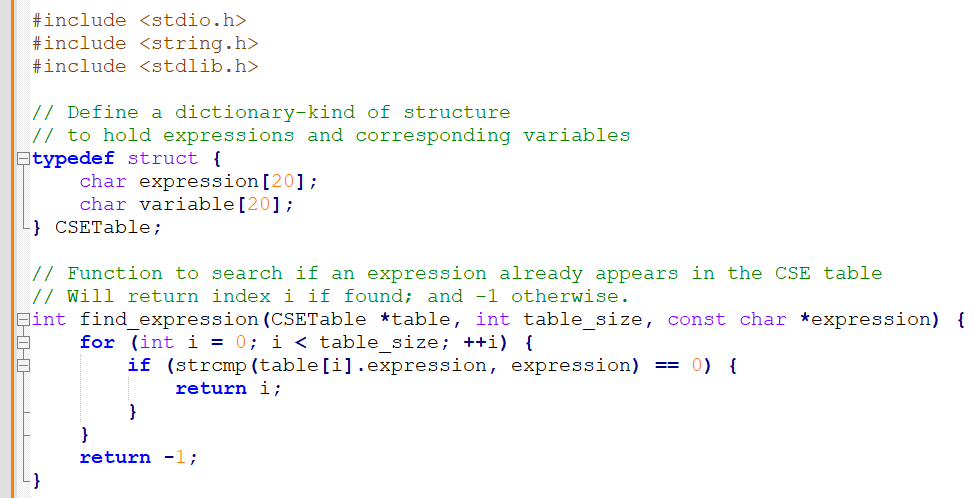 #include <stdio.h>
#include <string.h>
#include <stdlib.h>

// Define a dictionary-kind of structure
// to hold expressions and corresponding variables
typedef struct {
    char expression[20];
    char variable[20];
} CSETable;

// Function to search if an expression already appears in the CSE table
// Will return index i if found; and -1 otherwise.
int find_expression(CSETable *table, int table_size, const char *expression) {
    for (int i = 0; i < table_size; ++i) {
        if (strcmp(table[i].expression, expression) == 0) {
            return i;
        }
    }
    return -1;
}